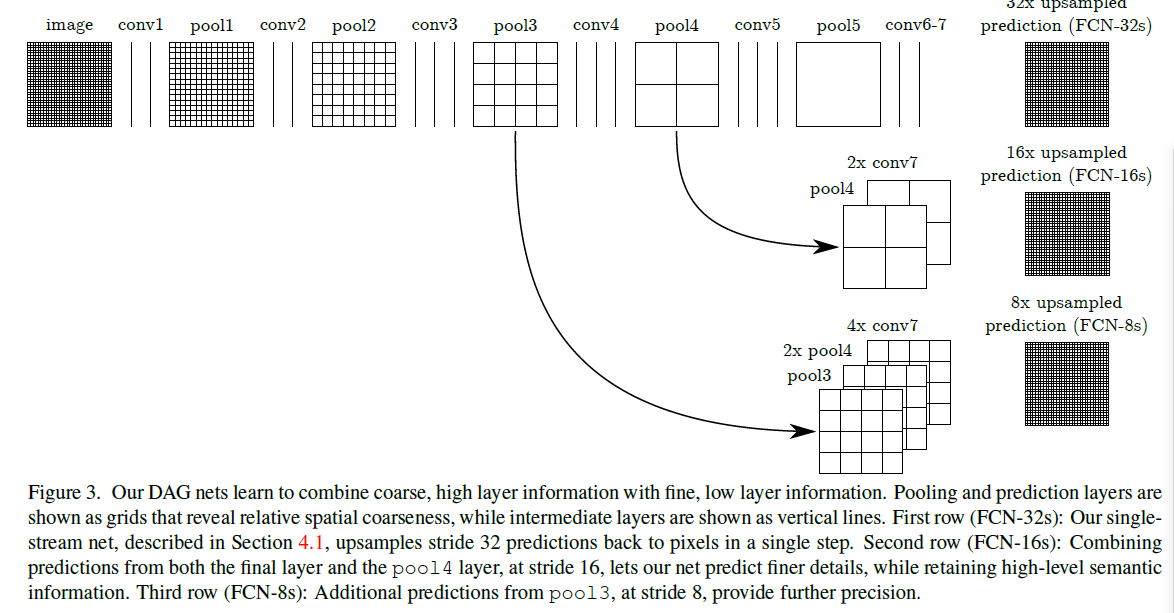 32x upsampled
image conv1 pool1 conv2 pool2 conv3 pool3 conv4 pool4 conv5 pool5 conv6-7 prediction (FCN-32s)
16x upsampled
2x conv7 prediction (FCN-16s)
pool4
8x upsampled
4x conv7 prediction (FCN-8s)
2x pool4
pool3
Figure 3. Our DAG nets learn to combine coarse, high layer information with fine, low layer information. Pooling and prediction layers are
shown as grids that reveal relative spatial coarseness, while intermediate layers are shown as vertical lines. First row (FCN-32s): Our single-
stream net, described in Section 4.1, upsamples stride 32 predictions back to pixels in a single step. Second row (FCN-16s): Combining
predictions from both the final layer and the pool4 layer, at stride 16, lets our net predict finer details, while retaining high-level semantic
information. Third row (FCN-8s): Additional predictions from pool3, at stride 8, provide further precision.